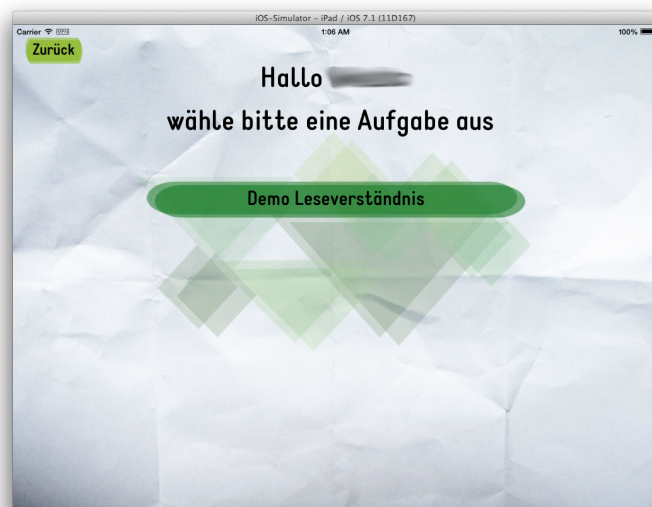 iOS-Simulator – iPad / iOS 7.1 (11D167)
Carrier 1:06 AM 100%
Zurück
Hallo
wähle bitte eine Aufgabe aus
Demo Leseverständnis